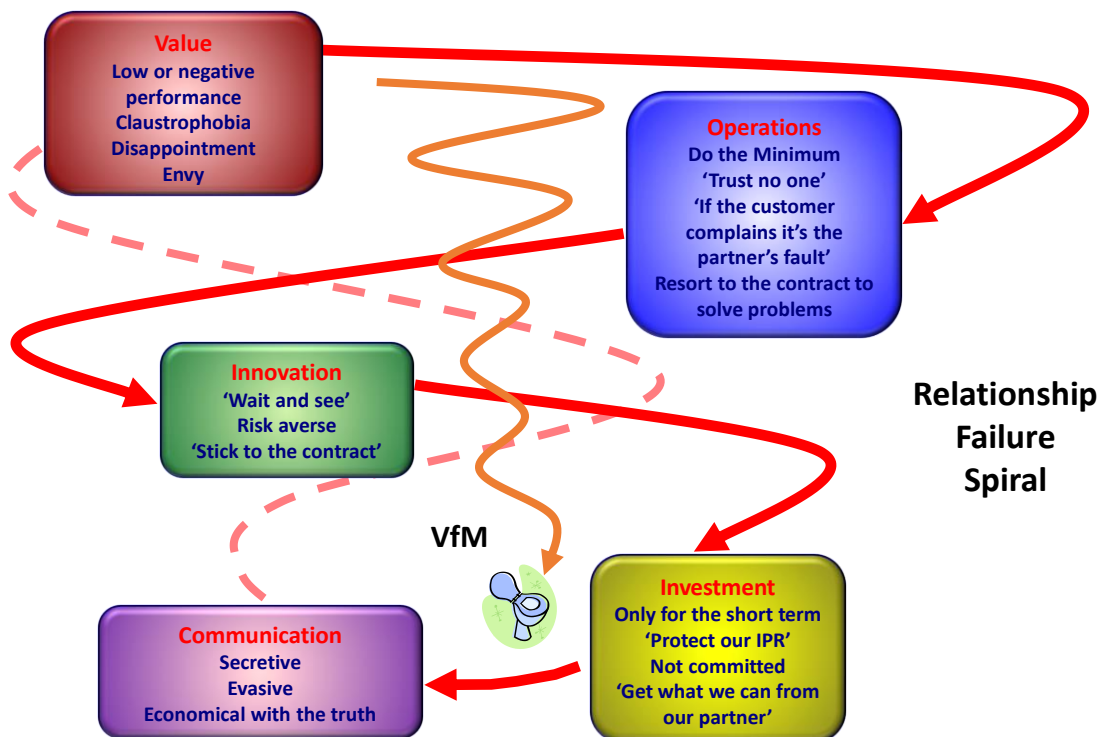 Value
Low or negative
performance
Claustrophobia
Disappointment
Envy
Operations
Do the Minimum
‘Trust no one’
‘If the customer
complains it’s the
partner’s fault’
Resort to the contract to
solve problems
Innovation
‘Wait and see’
Risk averse
‘Stick to the contract’
Relationship
Failure
Spiral
VfM
Investment
Only for the short term
‘Protect our IPR’
Not committed
‘Get what we can from
our partner’
Communication
Secretive
Evasive
Economical with the truth